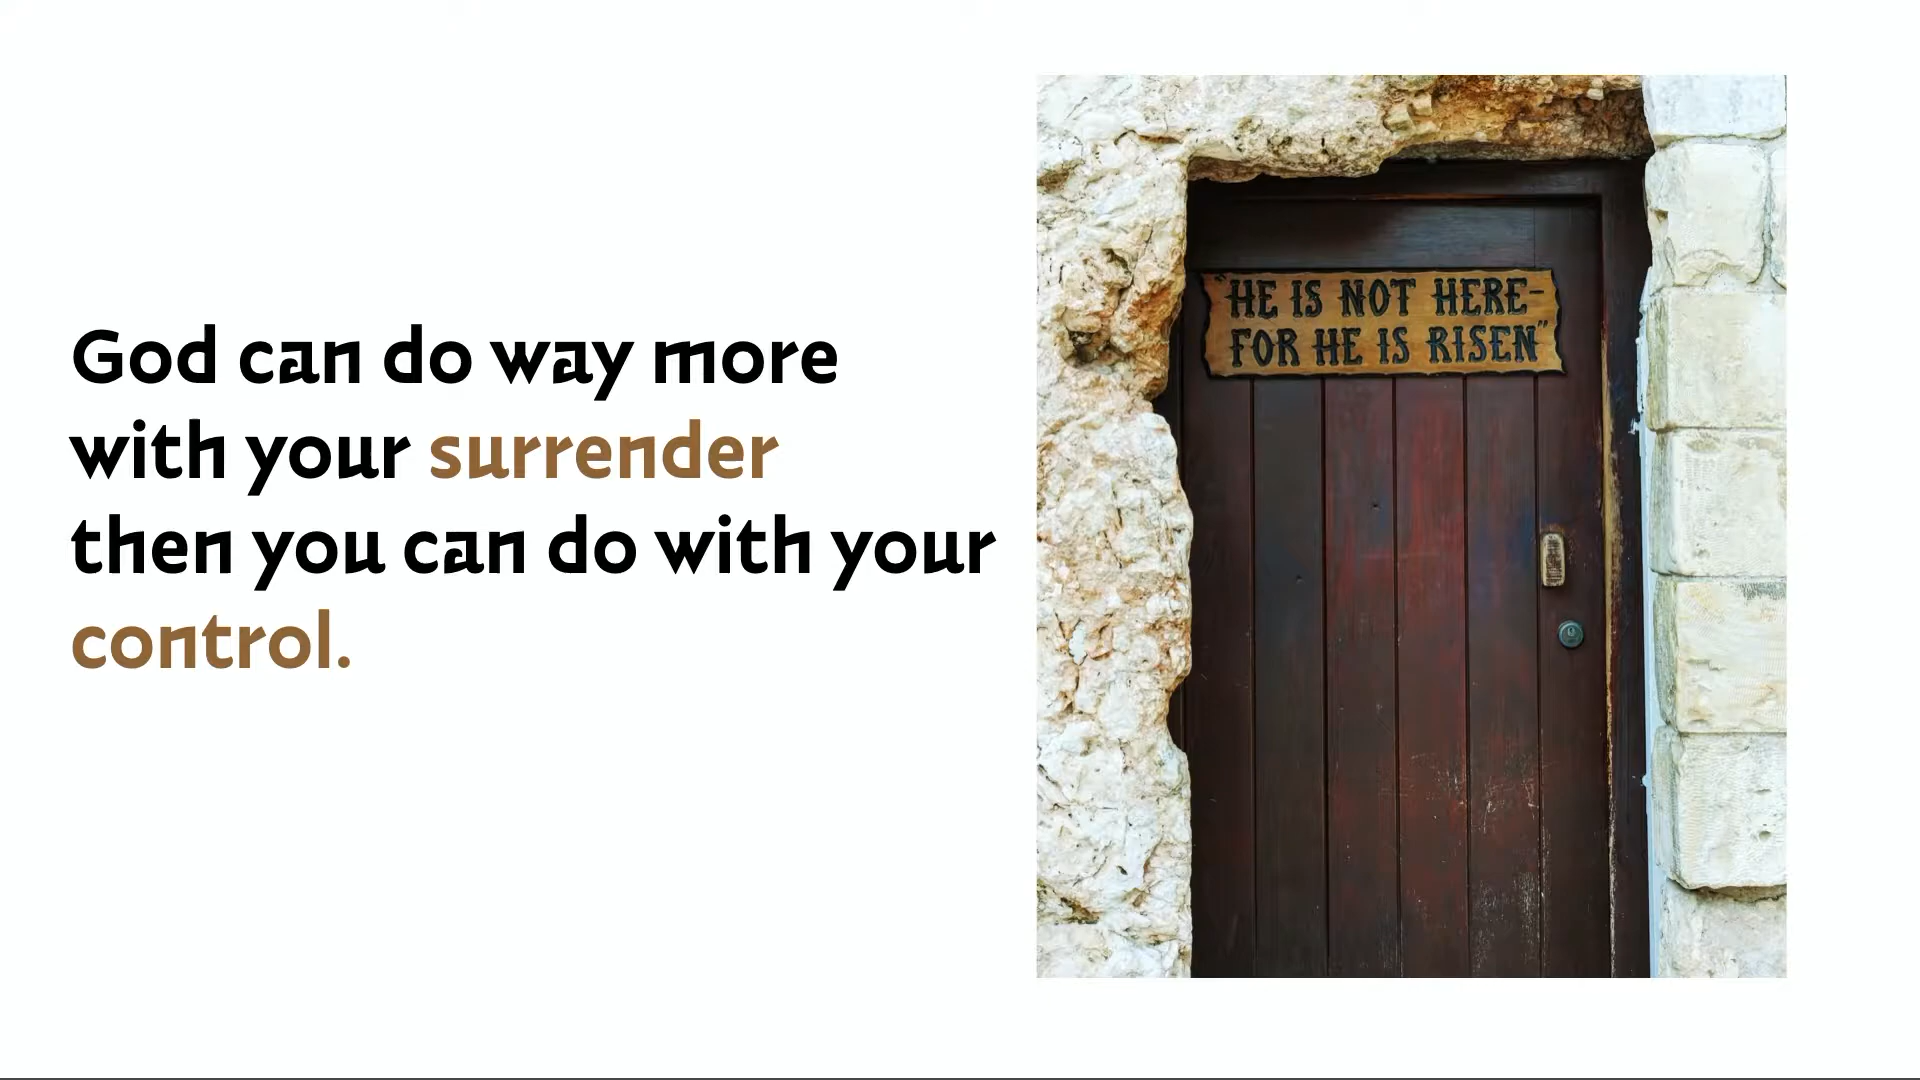 God can do way more
with your surrender
then you can do with your
control.
"HE IS NOT HERE-
FOR HE IS RISEN"